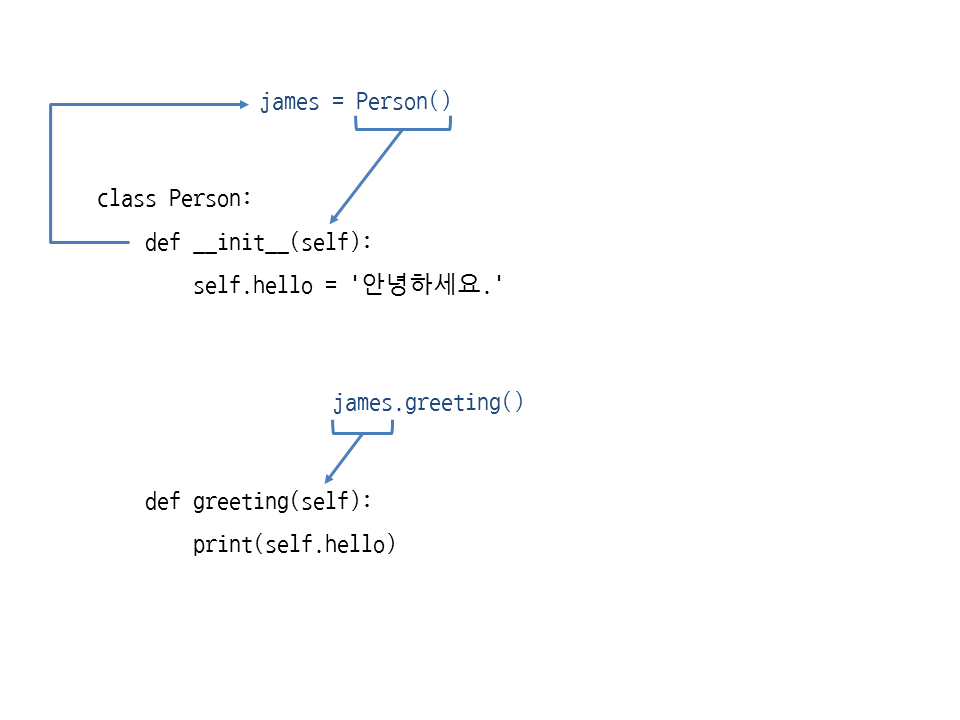 james = Person()
class Person:
def __init__(self):
self.hello = '안녕하세요.'
james.greeting()
def greeting(self):
print(self.hello)